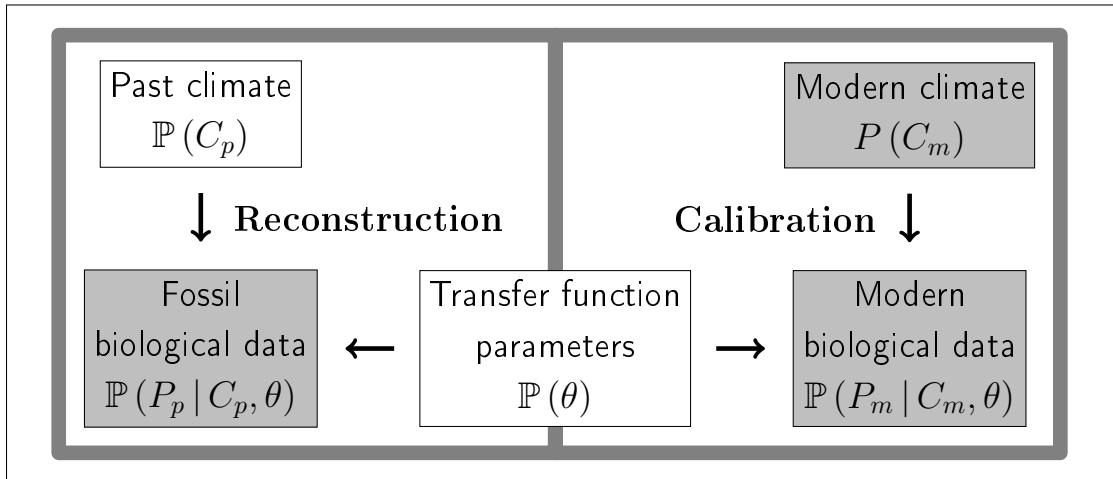 Past climate
ℙ (C_p)
Modern climate
P (C_m)
↓ Reconstruction
Calibration ↓
Fossil
biological data
ℙ (P_p | C_p, θ)
←
Transfer function
parameters
ℙ (θ)
→
Modern
biological data
ℙ (P_m | C_m, θ)